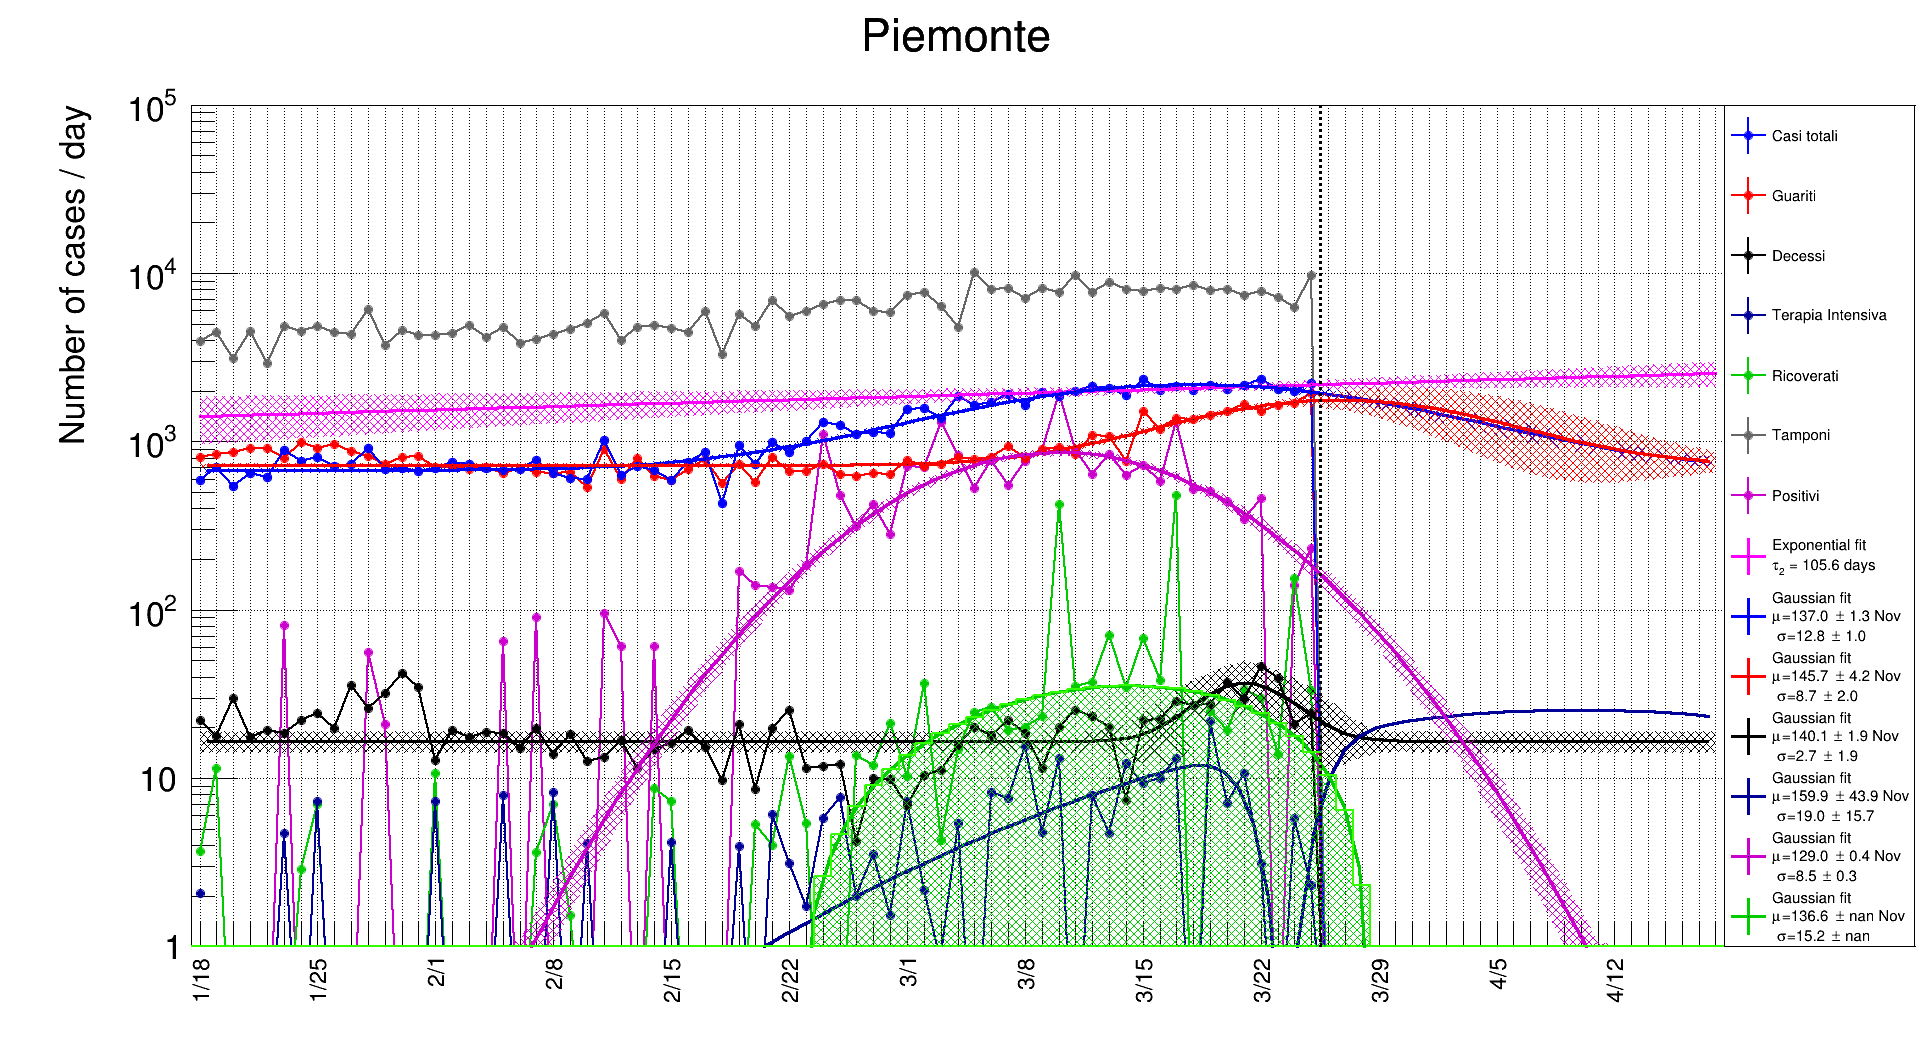 Piemonte
Number of cases / day
10^5
10^4
10^3
10^2
10
1
1/18
1/25
2/1
2/8
2/15
2/22
3/1
3/8
3/15
3/22
3/29
4/5
4/12
Casi totali
Guariti
Decessi
Terapia Intensiva
Ricoverati
Tamponi
Positivi
Exponential fit
τ₂ = 105.6 days
Gaussian fit
μ=137.0 ± 1.3 Nov
σ=12.8 ± 1.0
Gaussian fit
μ=145.7 ± 4.2 Nov
σ=8.7 ± 2.0
Gaussian fit
μ=140.1 ± 1.9 Nov
σ=2.7 ± 1.9
Gaussian fit
μ=159.9 ± 43.9 Nov
σ=19.0 ± 15.7
Gaussian fit
μ=129.0 ± 0.4 Nov
σ=8.5 ± 0.3
Gaussian fit
μ=136.6 ± nan Nov
σ=15.2 ± nan